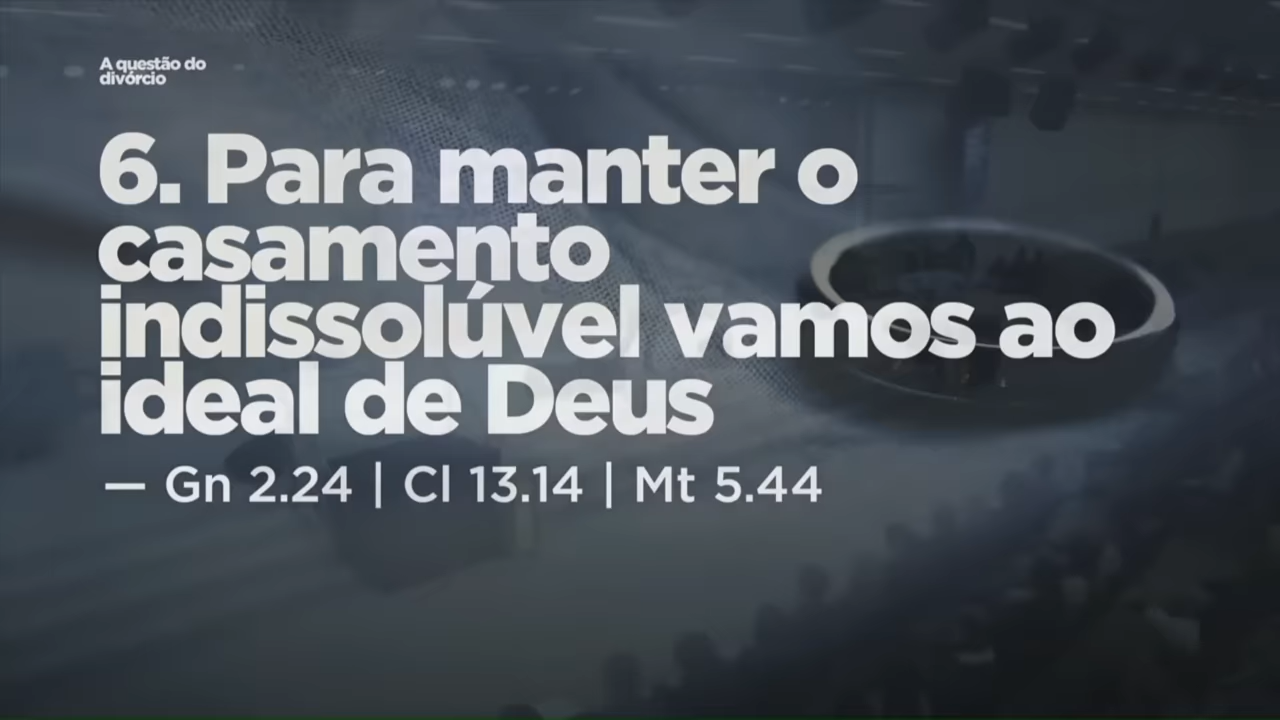 A questão do
divórcio
6. Para manter o
casamento
indissolúvel vamos ao
ideal de Deus
— Gn 2.24 | Cl 13.14 | Mt 5.44